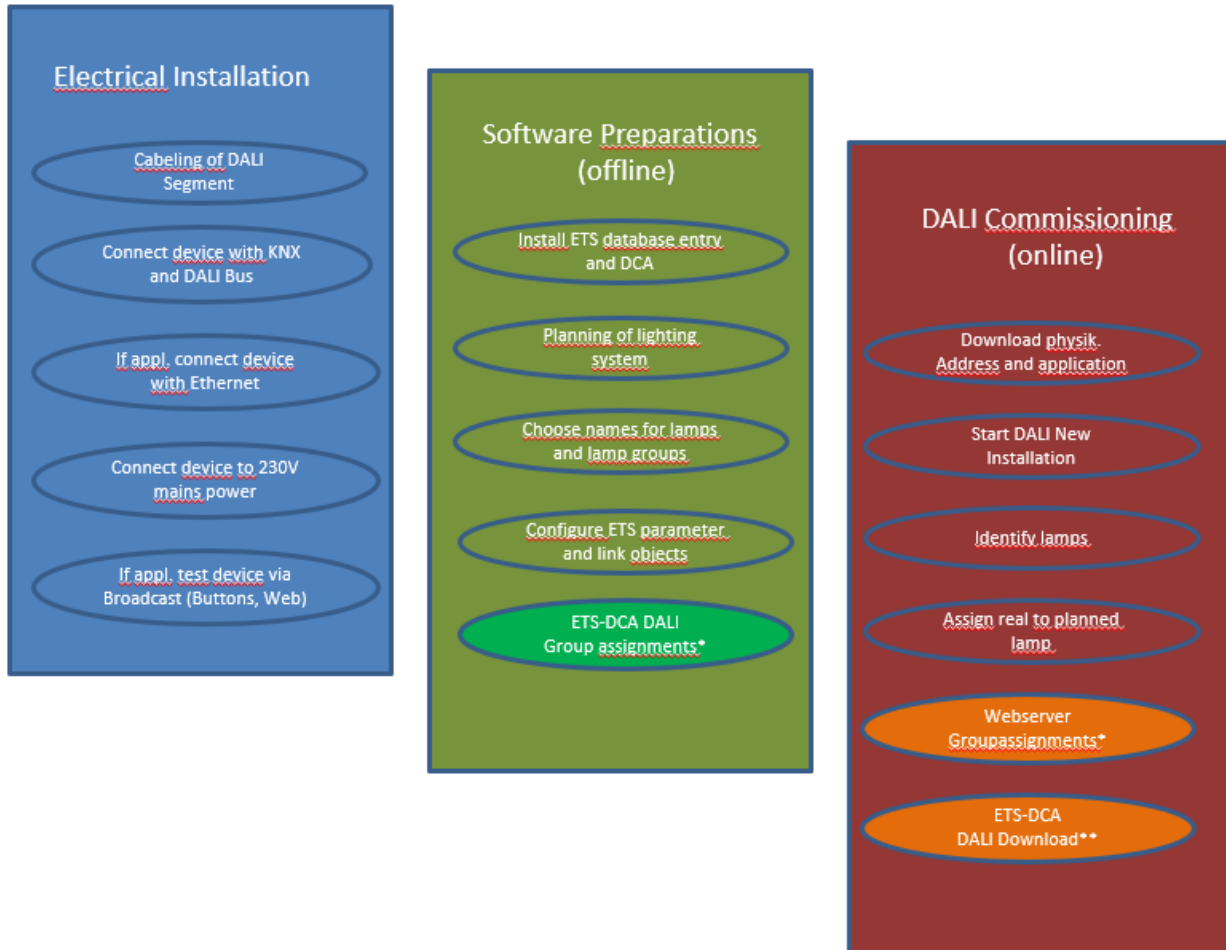 Electrical Installation
Cabeling of DALI
Segment
Connect device with KNX
and DALI Bus
If appl. connect device
with Ethernet
Connect device to 230V
mains power
If appl. test device via
Broadcast (Buttons, Web)
Software Preparations
(offline)
Install ETS database entry
and DCA
Planning of lighting
system
Choose names for lamps
and lamp groups
Configure ETS parameter
and link objects
ETS-DCA DALI
Group assignments*
DALI Commissioning
(online)
Download physik.
Address and application
Start DALI New
Installation
Identify lamps
Assign real to planned
lamp
Webserver
Groupassignments*
ETS-DCA
DALI Download**